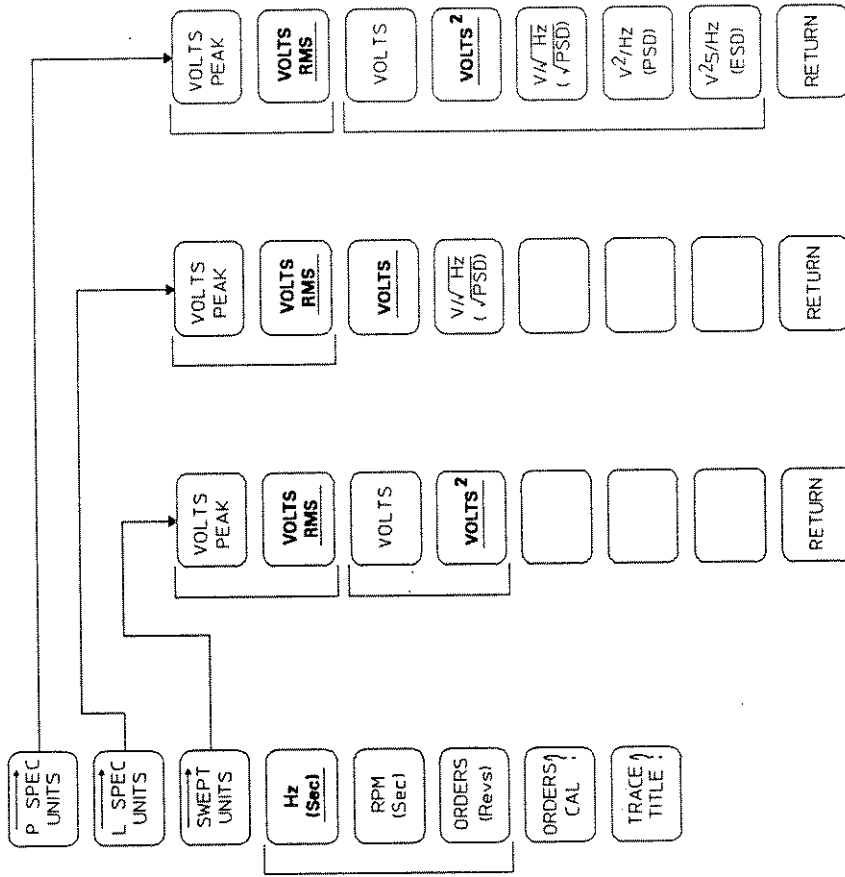 P SPEC
UNITS
L SPEC
UNITS
SWEPT
UNITS
Hz
(Sec)
RPM
(Sec)
ORDERS
(Revs)
ORDERS?
CAL !
TRACE?
TITLE !
VOLTS
PEAK
VOLTS
RMS
VOLTS
VOLTS²
RETURN
VOLTS
PEAK
VOLTS
RMS
VOLTS
V/√Hz
(√PSD)
RETURN
VOLTS
PEAK
VOLTS
RMS
VOLTS
VOLTS²
V/√Hz
(√PSD)
V²/Hz
(PSD)
V²S/Hz
(ESD)
RETURN